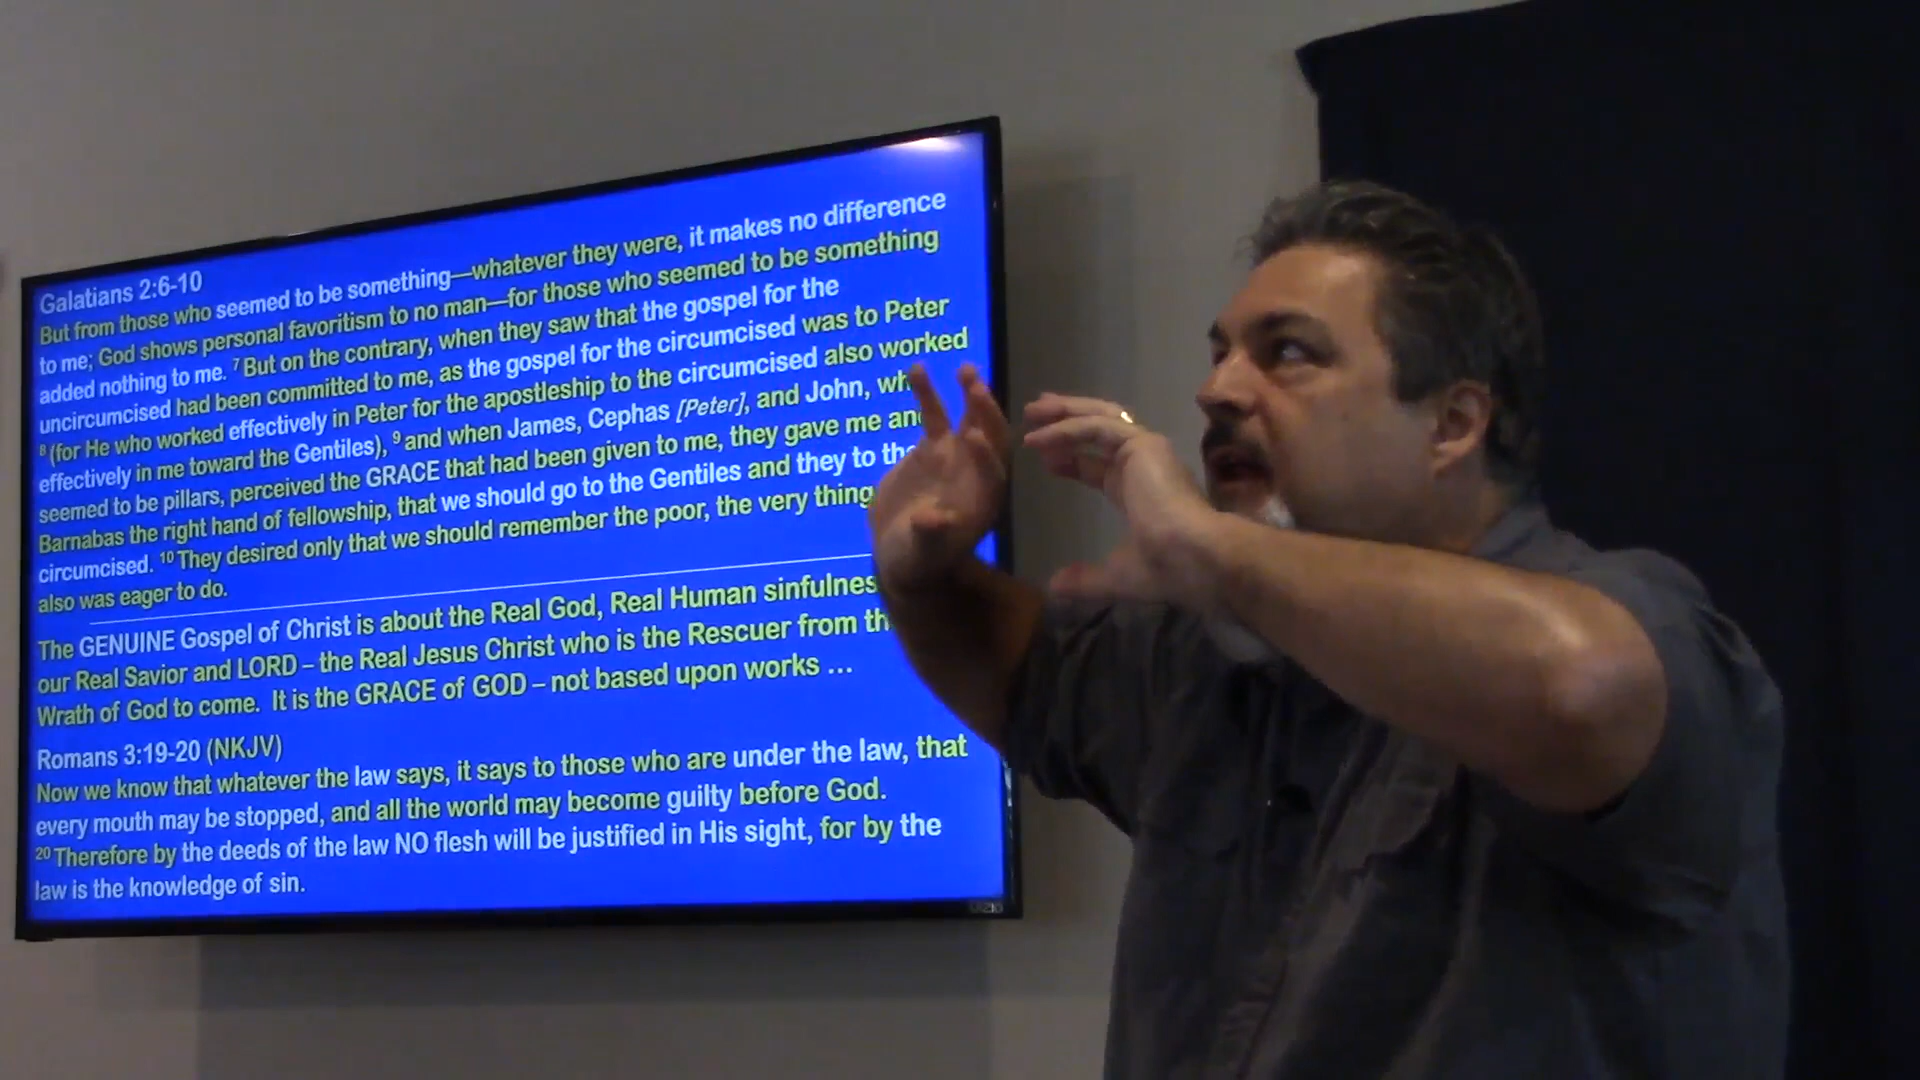 Galatians 2:6-10
But from those who seemed to be something—whatever they were, it makes no difference
to me; God shows personal favoritism to no man—for those who seemed to be something
added nothing to me. 7 But on the contrary, when they saw that the gospel for the
uncircumcised had been committed to me, as the gospel for the circumcised was to Peter
8 (for He who worked effectively in Peter for the apostleship to the circumcised also worked
effectively in me toward the Gentiles), 9 and when James, Cephas [Peter], and John,
seemed to be pillars, perceived the GRACE that had been given to me, they gave me
Barnabas the right hand of fellowship, that we should go to the Gentiles and they to
circumcised. 10 They desired only that we should remember the poor, the very thing
also was eager to do.
The GENUINE Gospel of Christ is about the Real God, Real Human
our Real Savior and LORD – the Real Jesus Christ who is the Rescuer from
Wrath of God to come. It is the GRACE of GOD – not based upon works ...
Romans 3:19-20 (NKJV)
Now we know that whatever the law says, it says to those who are under the law, that
every mouth may be stopped, and all the world may become guilty before God.
20 Therefore by the deeds of the law NO flesh will be justified in His sight, for by the
law is the knowledge of sin.